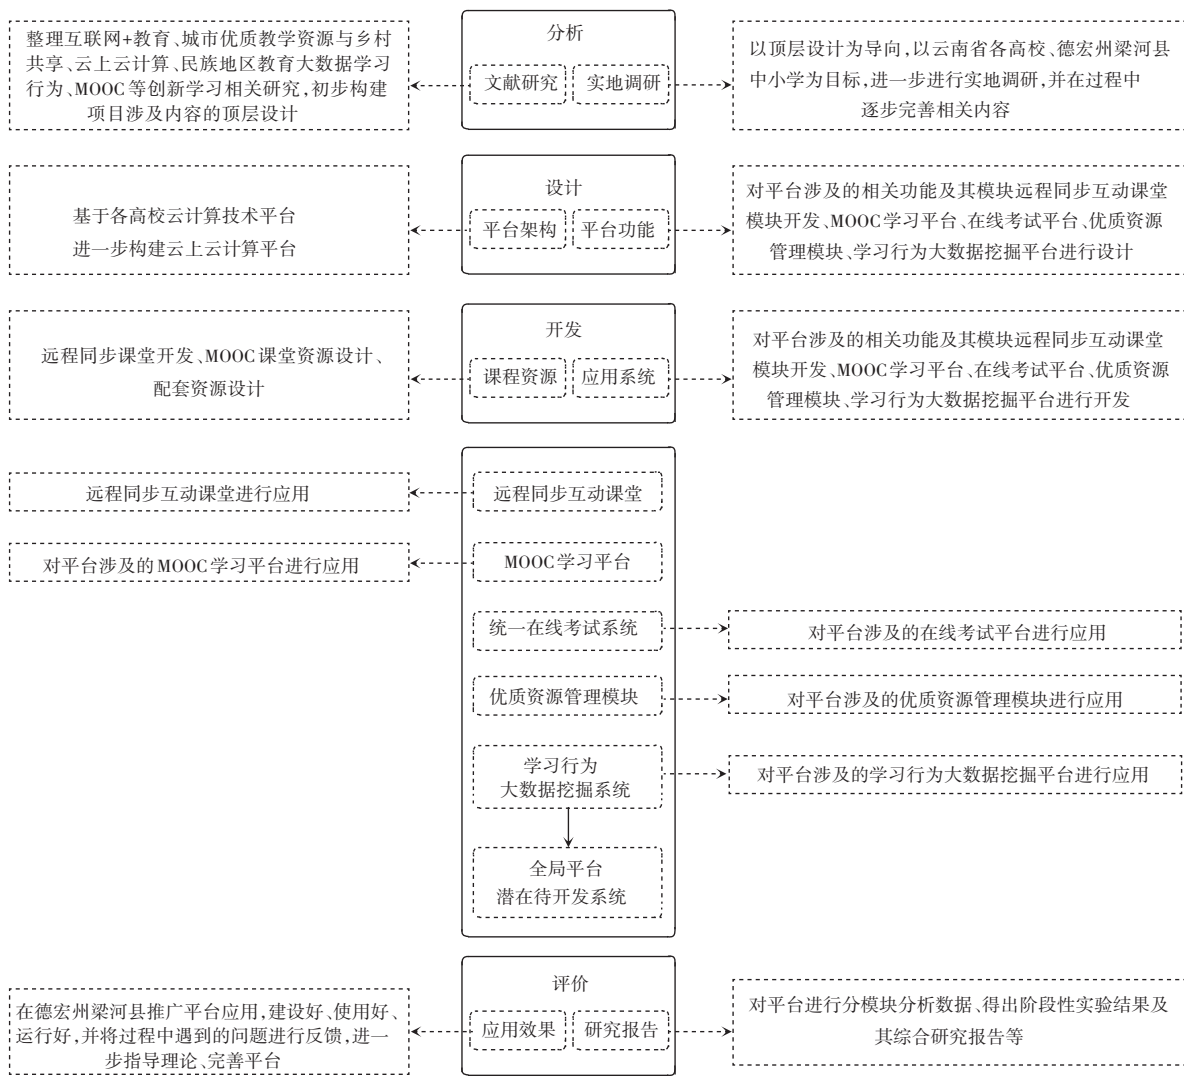 分析
整理互联网+教育、城市优质教学资源与乡村
共享、云上云计算、民族地区教育大数据学习
行为、MOOC等创新学习相关研究,初步构建
项目涉及内容的顶层设计
文献研究
实地调研
以顶层设计为导向,以云南省各高校、德宏州梁河县
中小学为目标,进一步进行实地调研,并在过程中
逐步完善相关内容
设计
基于各高校云计算技术平台
进一步构建云上云计算平台
平台架构
平台功能
对平台涉及的相关功能及其模块远程同步互动课堂
模块开发、MOOC学习平台、在线考试平台、优质资源
管理模块、学习行为大数据挖掘平台进行设计
开发
远程同步课堂开发、MOOC课堂资源设计、
配套资源设计
课程资源
应用系统
对平台涉及的相关功能及其模块远程同步互动课堂
模块开发、MOOC学习平台、在线考试平台、优质资源
管理模块、学习行为大数据挖掘平台进行开发
远程同步互动课堂进行应用
远程同步互动课堂
对平台涉及的MOOC学习平台进行应用
MOOC学习平台
统一在线考试系统
对平台涉及的在线考试平台进行应用
优质资源管理模块
对平台涉及的优质资源管理模块进行应用
学习行为
大数据挖掘系统
对平台涉及的学习行为大数据挖掘平台进行应用
全局平台
潜在待开发系统
评价
在德宏州梁河县推广平台应用,建设好、使用好、
运行好,并将过程中遇到的问题进行反馈,进一
步指导理论、完善平台
应用效果
研究报告
对平台进行分模块分析数据、得出阶段性实验结果及
其综合研究报告等